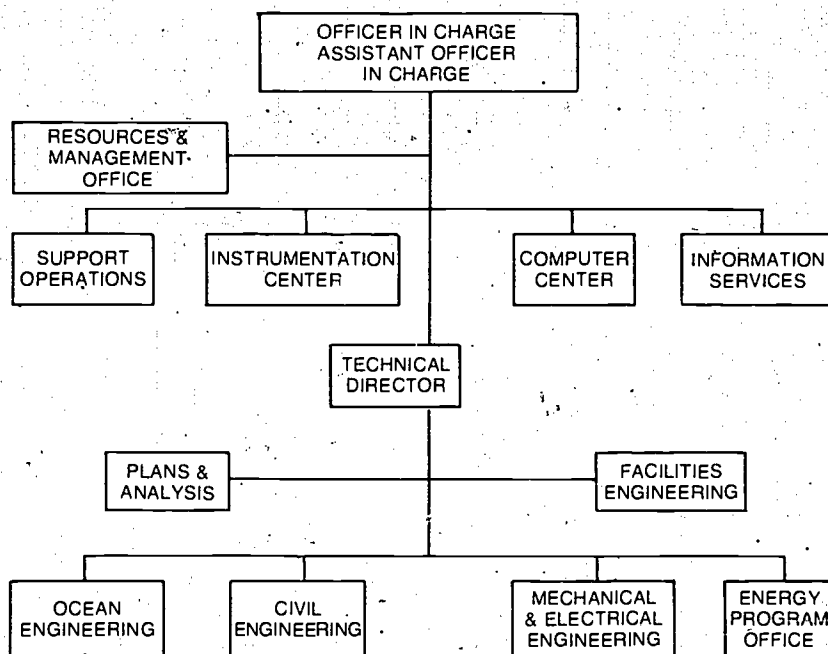 OFFICER IN CHARGE
ASSISTANT OFFICER
IN CHARGE
RESOURCES &
MANAGEMENT
OFFICE
SUPPORT
OPERATIONS
INSTRUMENTATION
CENTER
COMPUTER
CENTER
INFORMATION
SERVICES
TECHNICAL
DIRECTOR
PLANS &
ANALYSIS
FACILITIES
ENGINEERING
OCEAN
ENGINEERING
CIVIL
ENGINEERING
MECHANICAL
& ELECTRICAL
ENGINEERING
ENERGY
PROGRAM
OFFICE